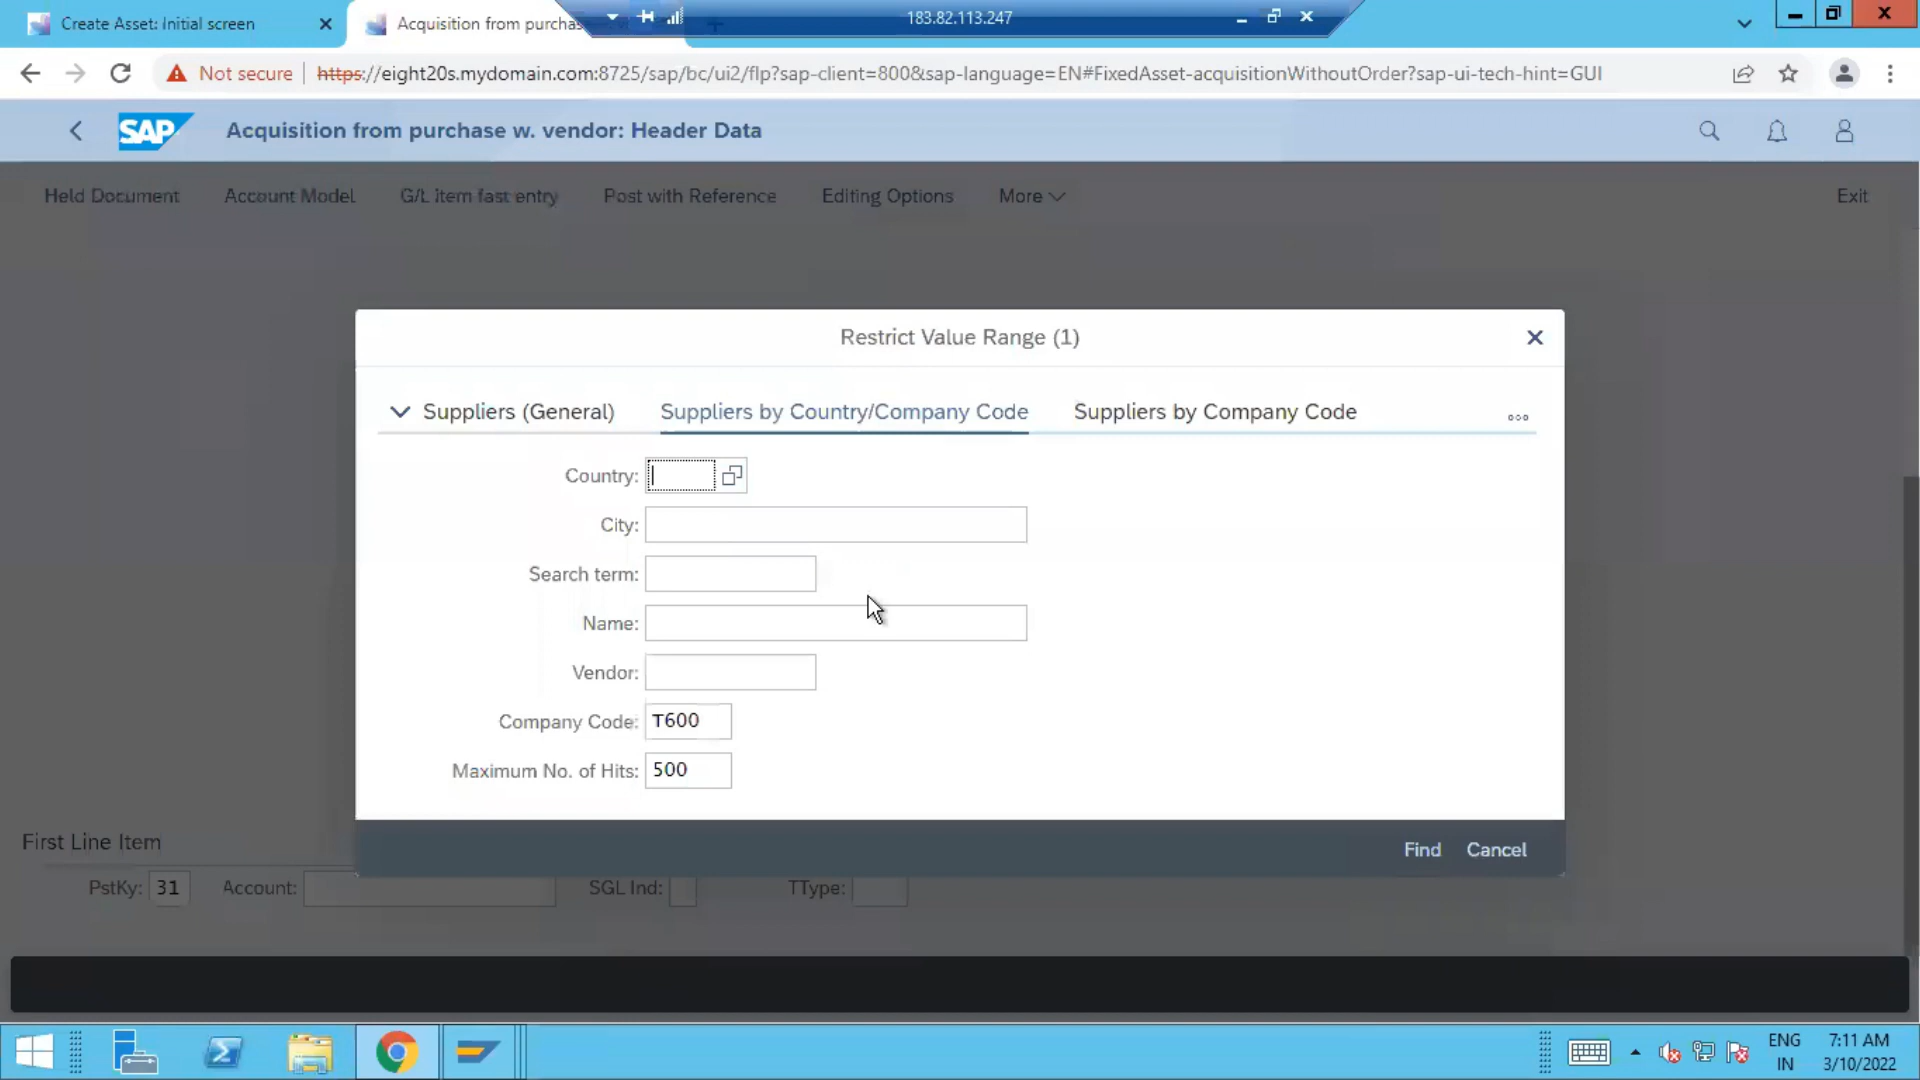 Create Asset: Initial screen
Acquisition from purchas
183.82.113.247
Not secure
https://eight20s.mydomain.com:8725/sap/bc/ui2/flp?sap-client=800&sap-language=EN#FixedAsset-acquisitionWithoutOrder?sap-ui-tech-hint=GUI
SAP
Acquisition from purchase w. vendor: Header Data
Held Document
Account Model
G/L item fast entry
Post with Reference
Editing Options
More
Exit
Restrict Value Range (1)
Suppliers (General)
Suppliers by Country/Company Code
Suppliers by Company Code
Country:
City:
Search term:
Name:
Vendor:
Company Code: T600
Maximum No. of Hits: 500
Find
Cancel
First Line Item
PstKy: 31
Account:
SGL Ind:
TType:
ENG
IN
7:11 AM
3/10/2022